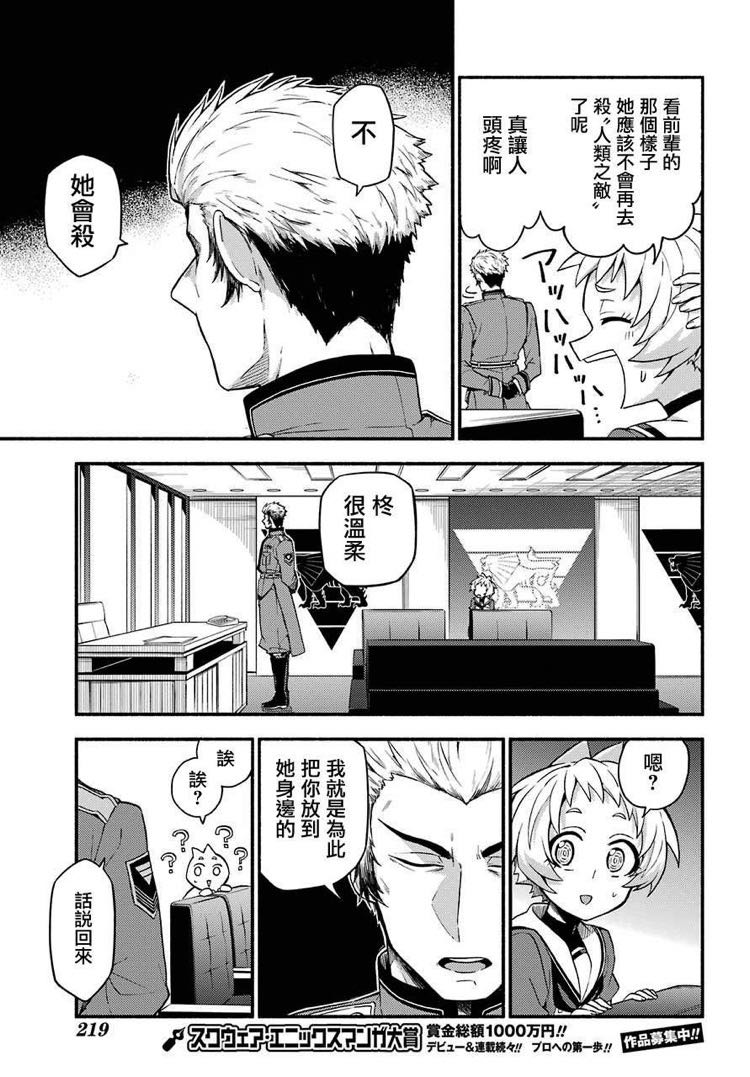 看前輩的
那個樣子
她應該不會再去
殺〝人類之敵〟
了呢
真讓人
頭疼啊
アッハッハッハ…
不
她會殺
柊
很溫柔
嗯?
我就是為此
把你放到
她身邊的
誒
誒?
?
?
?
?
話説回來
219
スクウェア・エニックスマンガ大賞
賞金総額1000万円!!
デビュー&連載続々!! プロへの第一歩!!
作品募集中!!